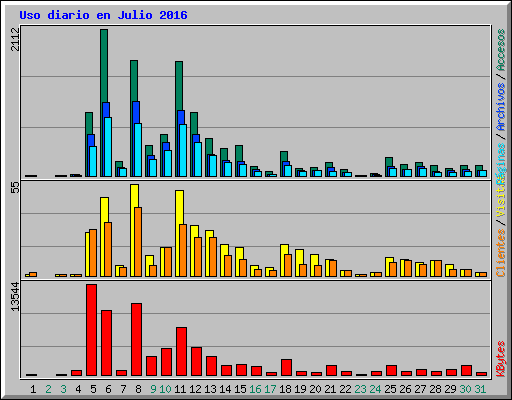 Uso diario en Julio 2016
2112
55
13544
Accesos / Archivos / Páginas
Visitas / Clientes
KBytes
1 2 3 4 5 6 7 8 9 10 11 12 13 14 15 16 17 18 19 20 21 22 23 24 25 26 27 28 29 30 31